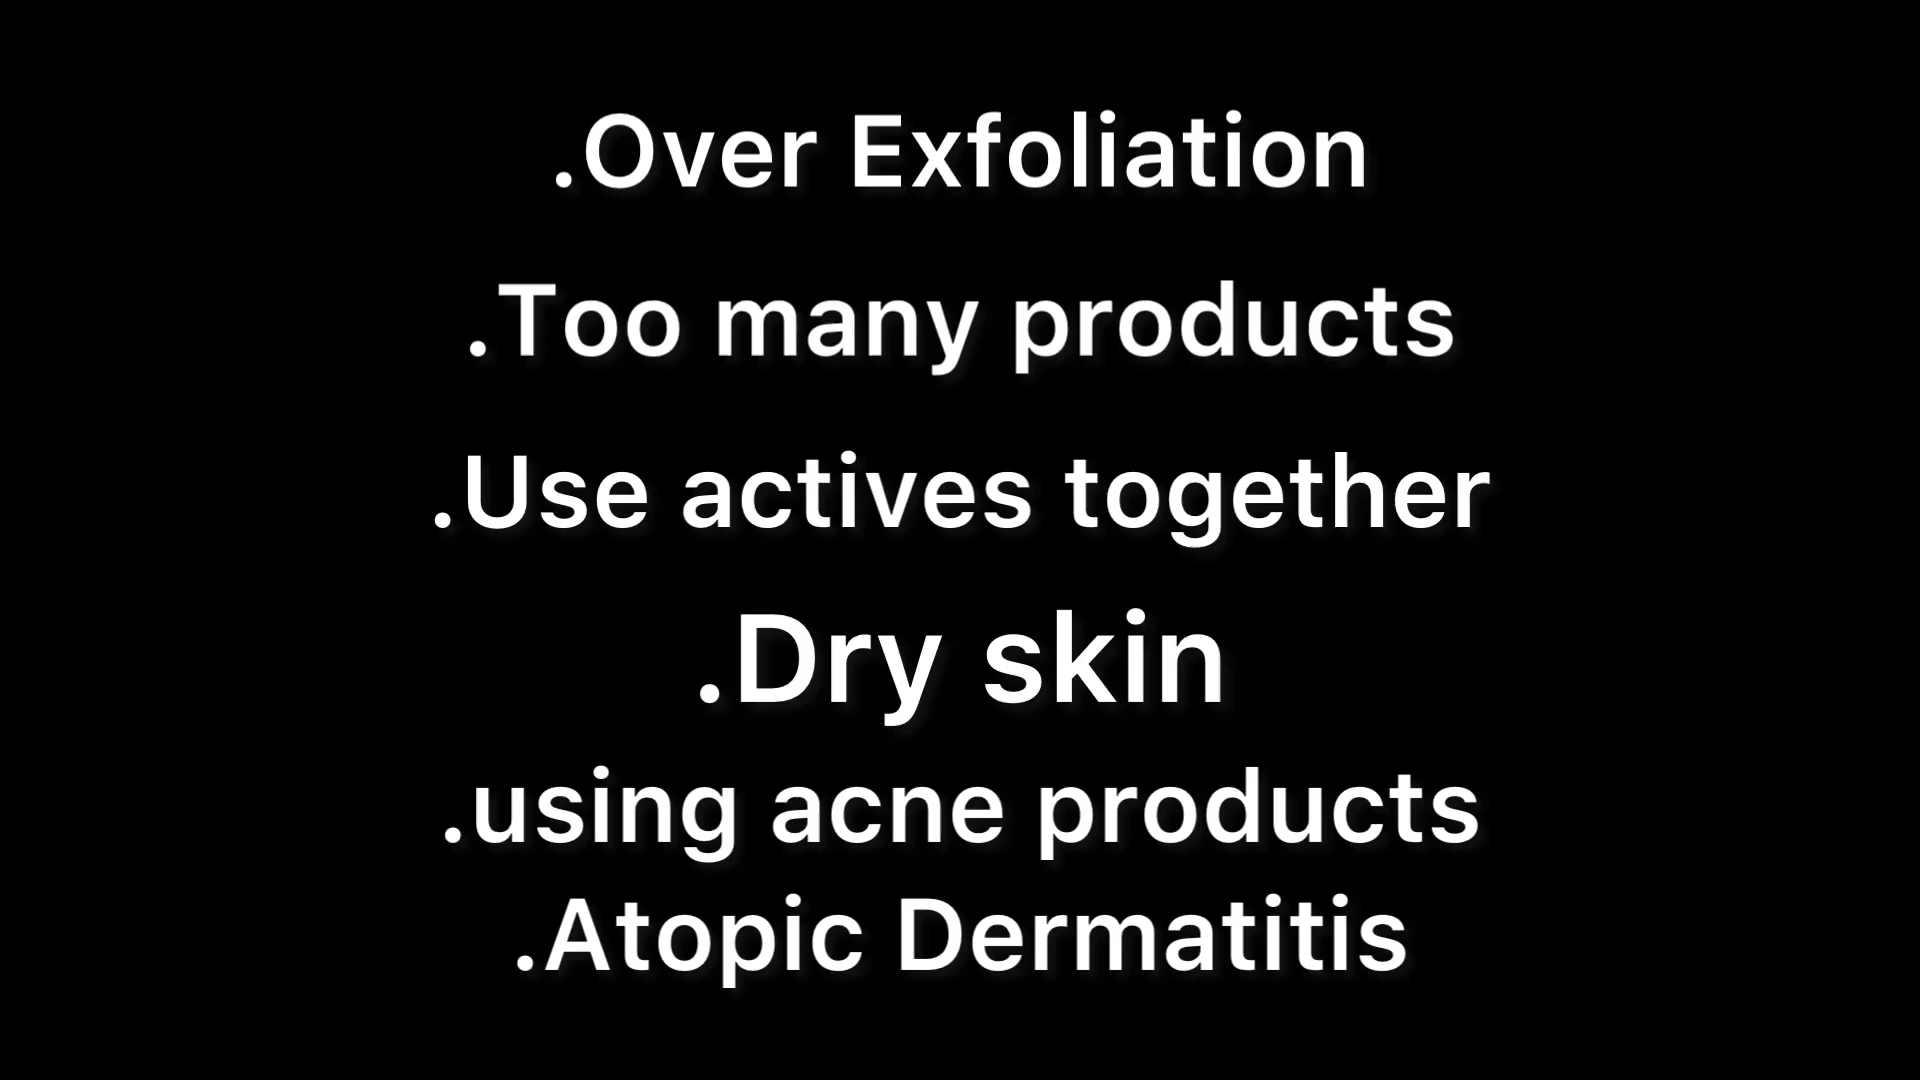 .Over Exfoliation
.Too many products
.Use actives together
.Dry skin
.using acne products
.Atopic Dermatitis